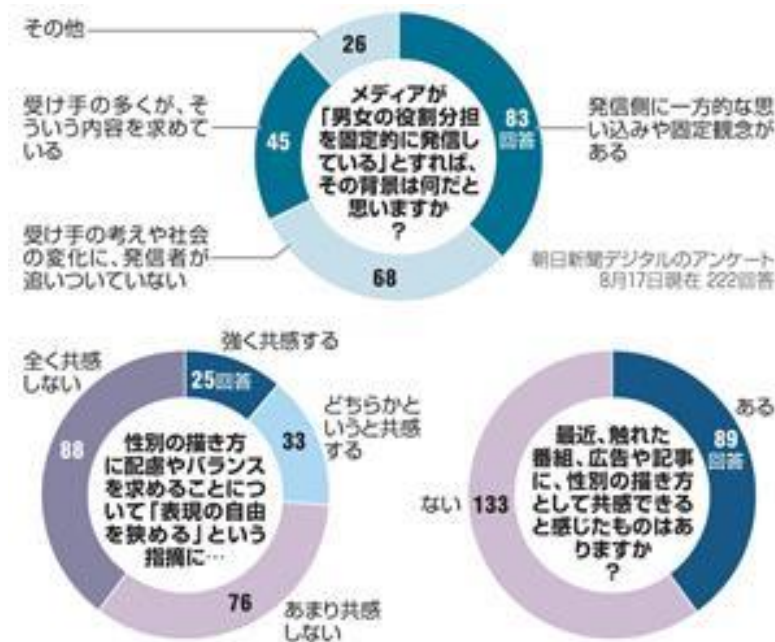 その他
26
受け手の多くが、そ
ういう内容を求めて
いる
45
メディアが
「男女の役割分担
を固定的に発信し
ている」とすれば、
その背景は何だと
思いますか
?
83
回答
発信側に一方的な思
い込みや固定観念が
ある
受け手の考えや社会
の変化に、発信者が
追いついていない
68
朝日新聞デジタルのアンケート
8月17日現在 222回答
全く共感
しない
88
強く共感する
25回答
どちらかと
いうと共感
する
33
性別の描き方
に配慮やバランス
を求めることについ
て「表現の自由
を狭める」という
指摘に…
76
あまり共感
しない
ある
89
回答
最近、触れた
番組、広告や記事
に、性別の描き方
として共感できる
と感じたものはあ
りますか
?
ない
133